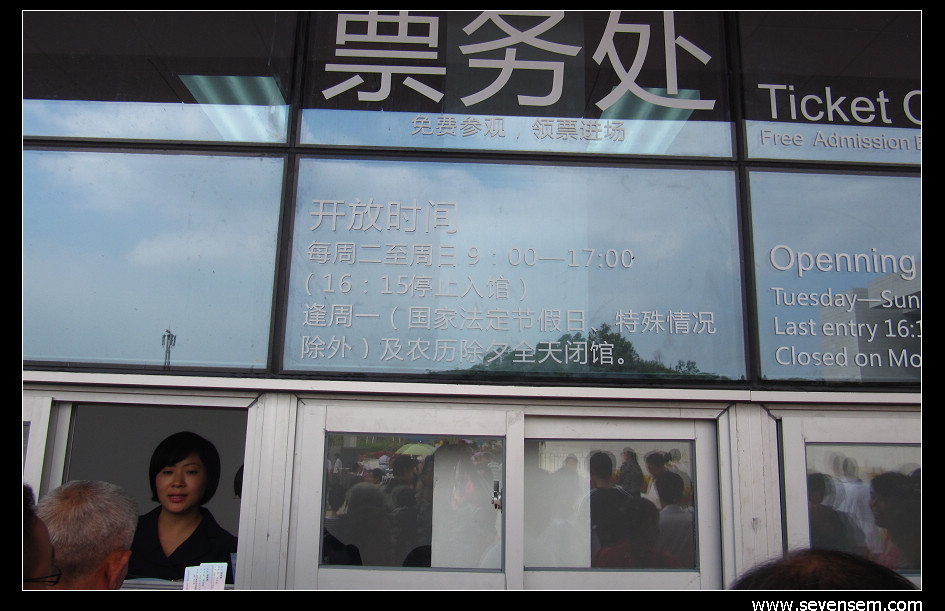 票务处
免费参观，领票进场
开放时间
每周二至周日 9：00—17:00
（16：15停止入馆）
逢周一（国家法定节假日、特殊情况
除外）及农历除夕全天闭馆。
Ticket
Free Admission
Openning
Tuesday—Sun
Last entry 16:1
Closed on Mo
www.sevensem.com